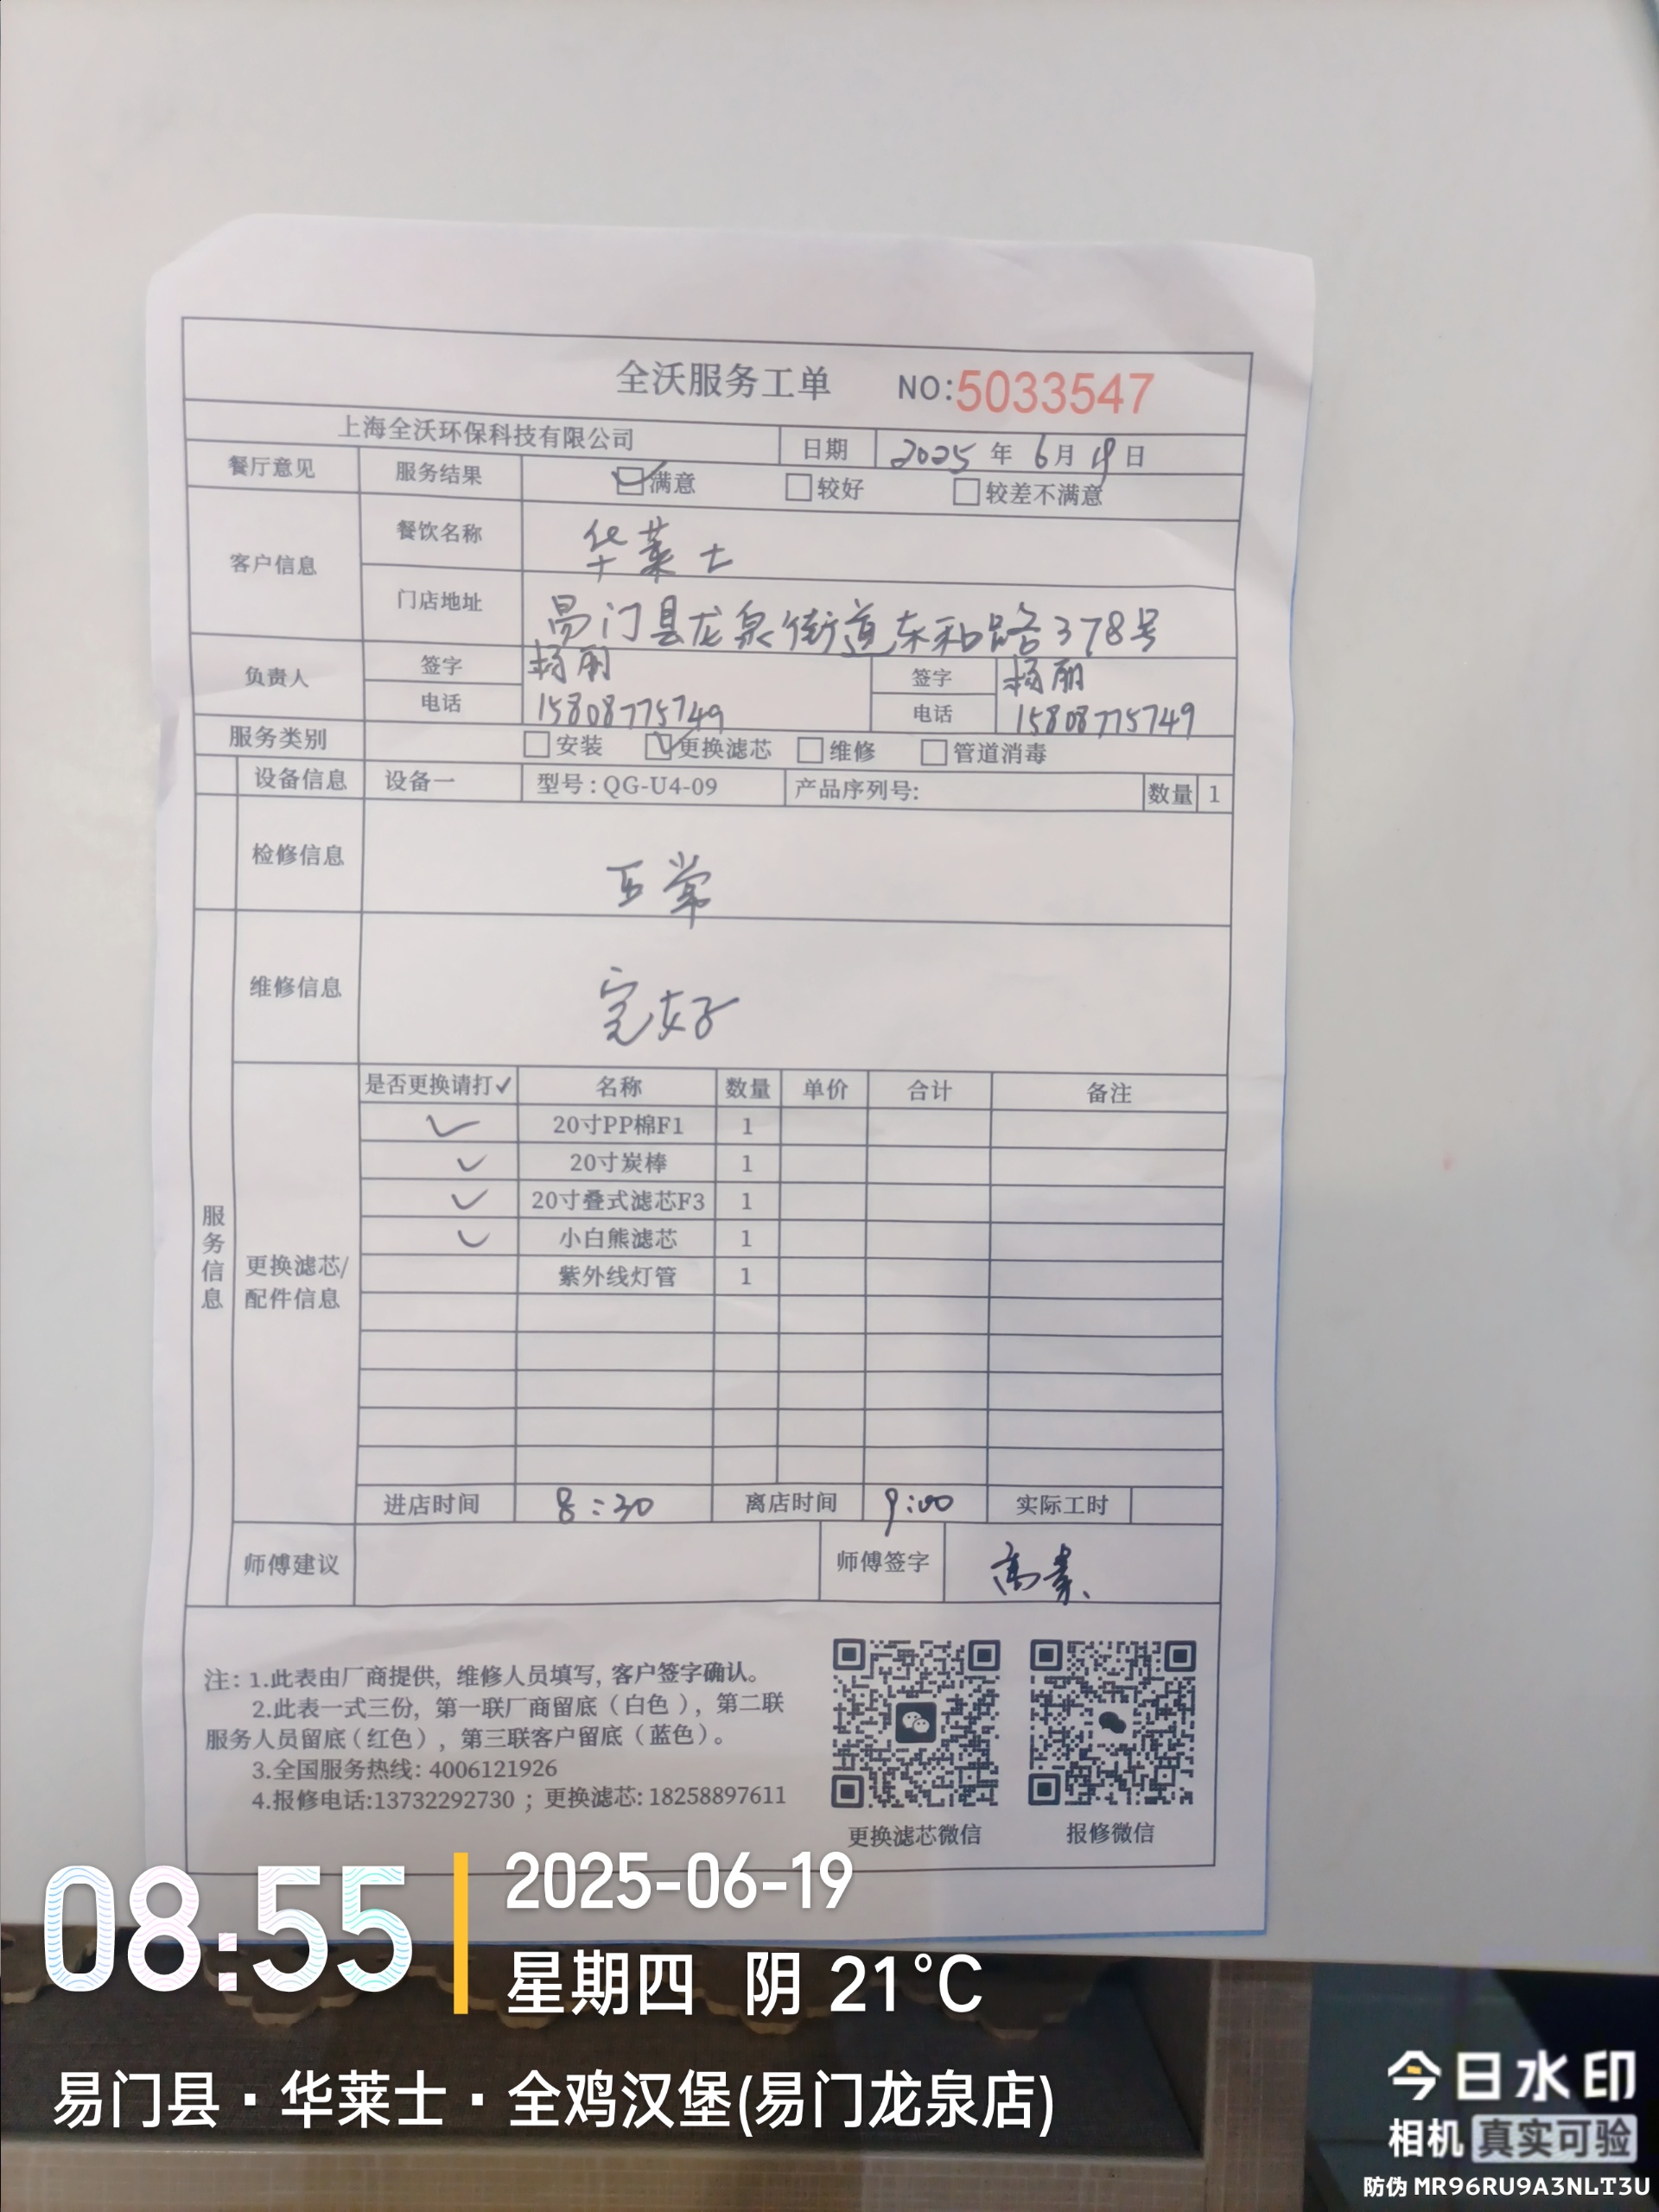 全沃服务工单 NO:5033547
上海全沃环保科技有限公司 日期 2025 年 6 月 19 日
餐厅意见 服务结果 满意 较好 较差不满意
客户信息 餐饮名称 华莱士
门店地址 易门县龙泉街道东和路378号
负责人 签字 杨丽 签字 杨丽
电话 15808775749 电话 15808775749
服务类别 安装 更换滤芯 维修 管道消毒
设备信息 设备一 型号:QG-U4-09 产品序列号: 数量 1
检修信息 正常
维修信息 完好
服务信息
更换滤芯/配件信息
是否更换请打✓ 名称 数量 单价 合计 备注
✓ 20寸PP棉F1 1
✓ 20寸炭棒 1
✓ 20寸叠式滤芯F3 1
✓ 小白熊滤芯 1
紫外线灯管 1
进店时间 8:30 离店时间 9:00 实际工时
师傅建议 师傅签字 高
注: 1.此表由厂商提供, 维修人员填写, 客户签字确认。
2.此表一式三份, 第一联厂商留底(白色), 第二联
服务人员留底(红色), 第三联客户留底(蓝色)。
3.全国服务热线: 4006121926
4.报修电话:13732292730 ; 更换滤芯: 18258897611
更换滤芯微信 报修微信
08:55 2025-06-19
星期四 阴 21°C
易门县·华莱士·全鸡汉堡(易门龙泉店)
今日水印
相机 真实可验
防伪 MR96RU9A3NLT3U